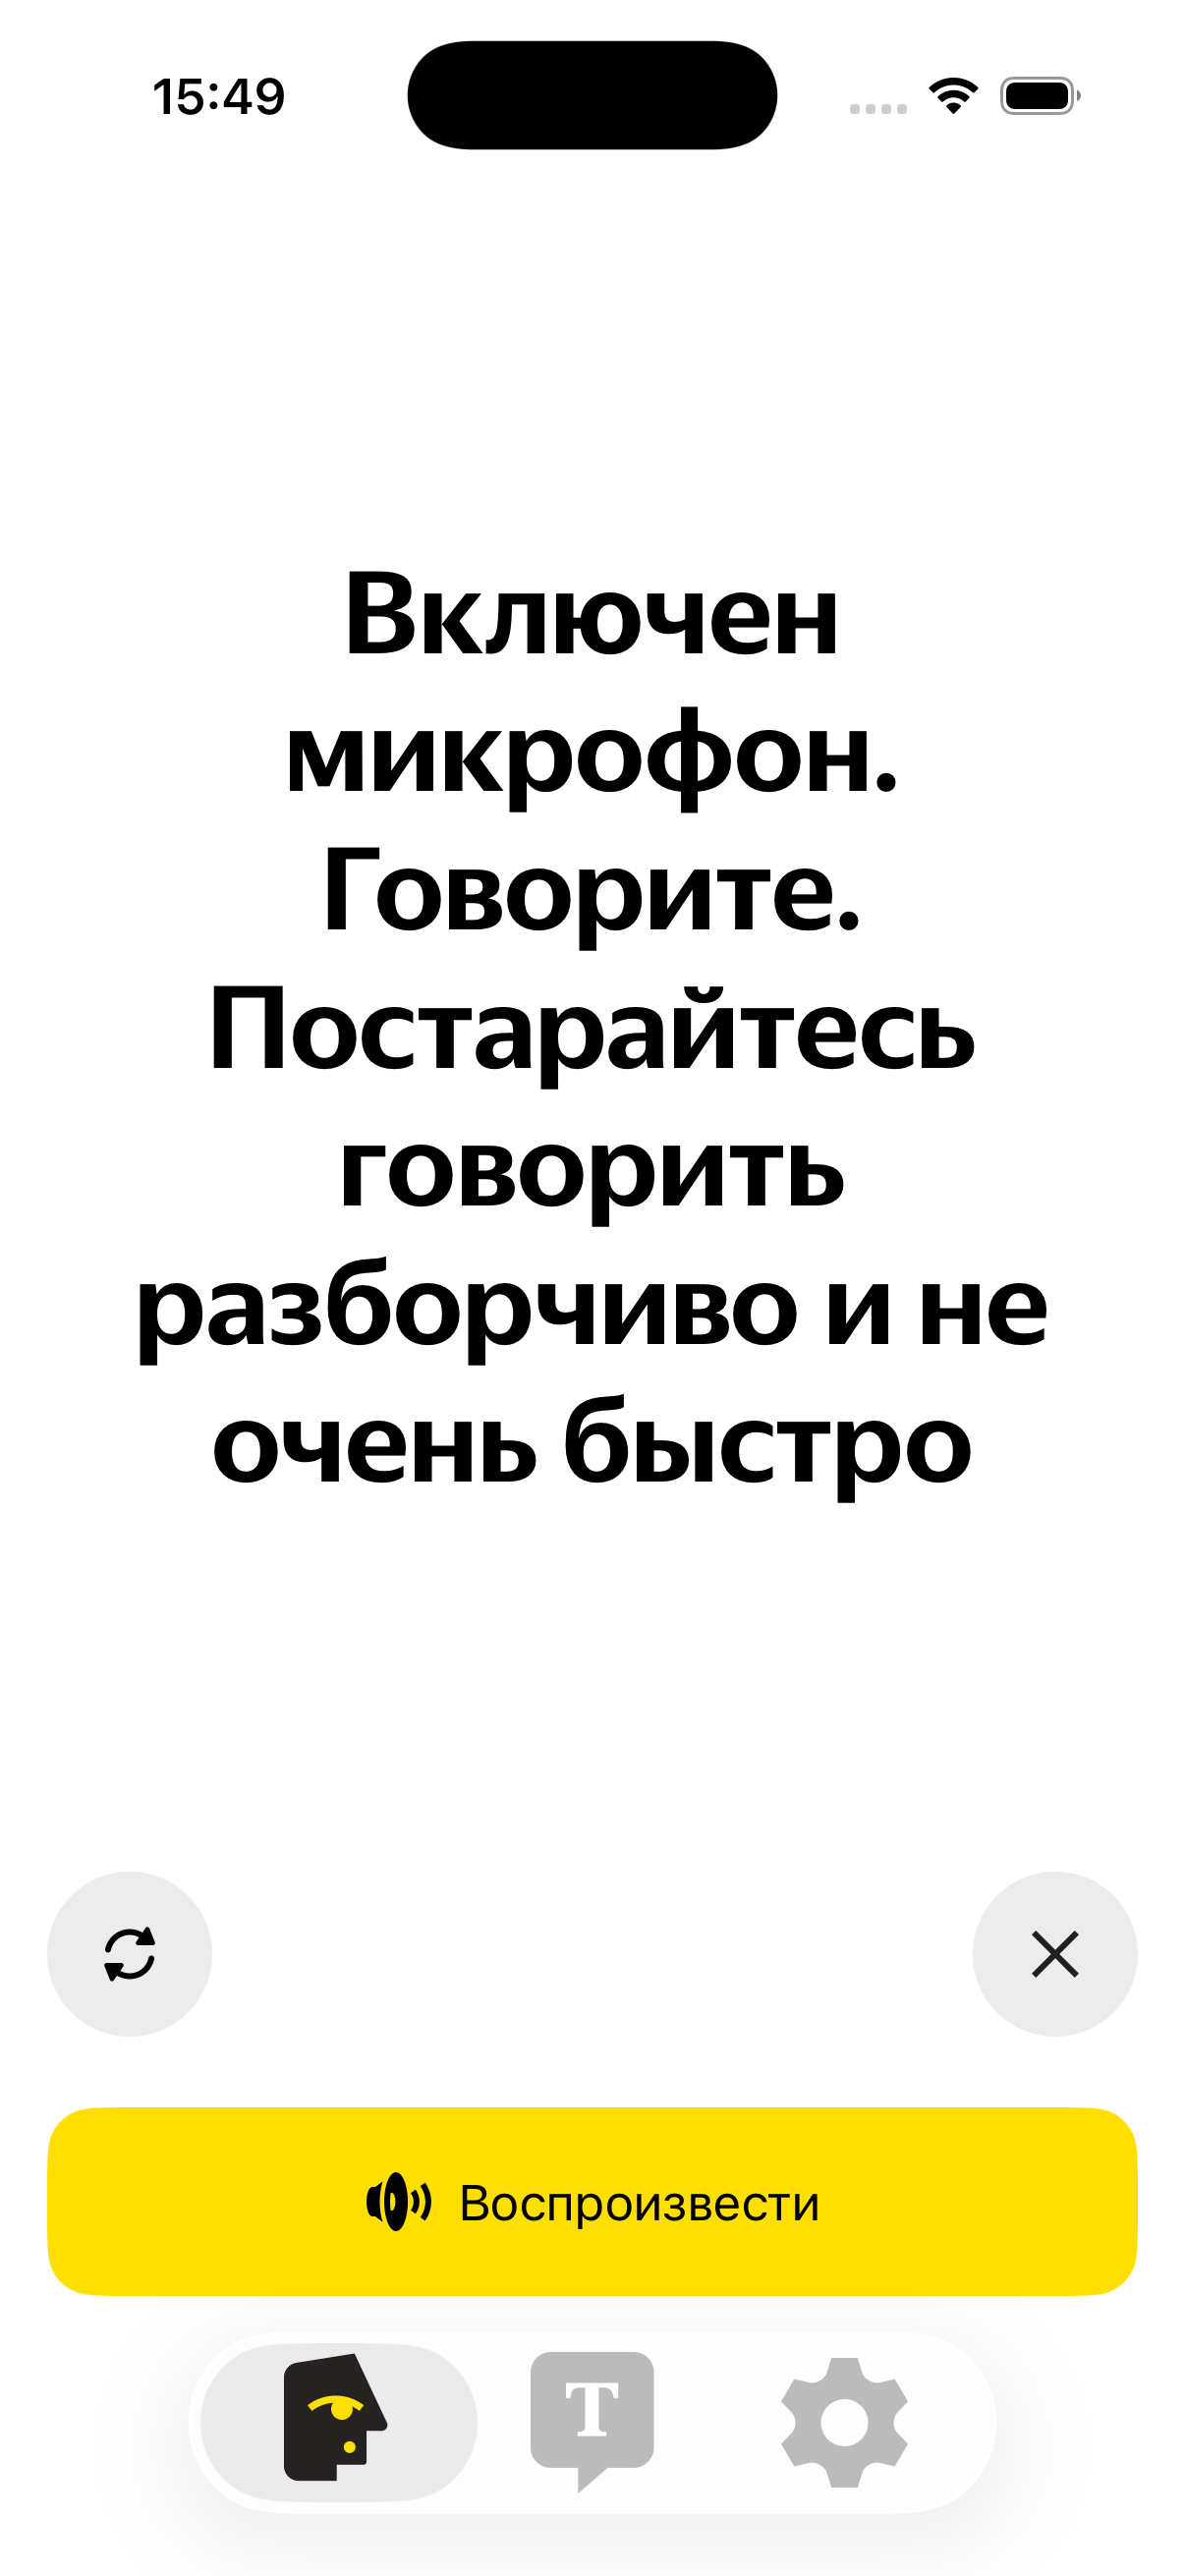 15:49
Включен
микрофон.
Говорите.
Постарайтесь
говорить
разборчиво и не
очень быстро
Воспроизвести
T